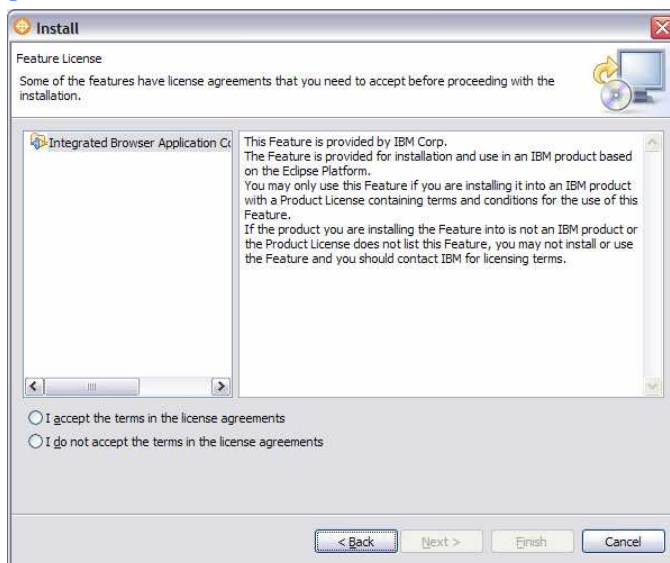 Install
Feature License
Some of the features have license agreements that you need to accept before proceeding with the
installation.
Integrated Browser Application
This Feature is provided by IBM Corp.
The Feature is provided for installation and use in an IBM product based
on the Eclipse Platform.
You may only use this Feature if you are installing it into an IBM product
with a Product License containing terms and conditions for the use of this
Feature.
If the product you are installing the Feature into is not an IBM product or
the Product License does not list this Feature, you may not install or use
the Feature and you should contact IBM for licensing terms.
I accept the terms in the license agreements
I do not accept the terms in the license agreements
< Back
Next >
Finish
Cancel